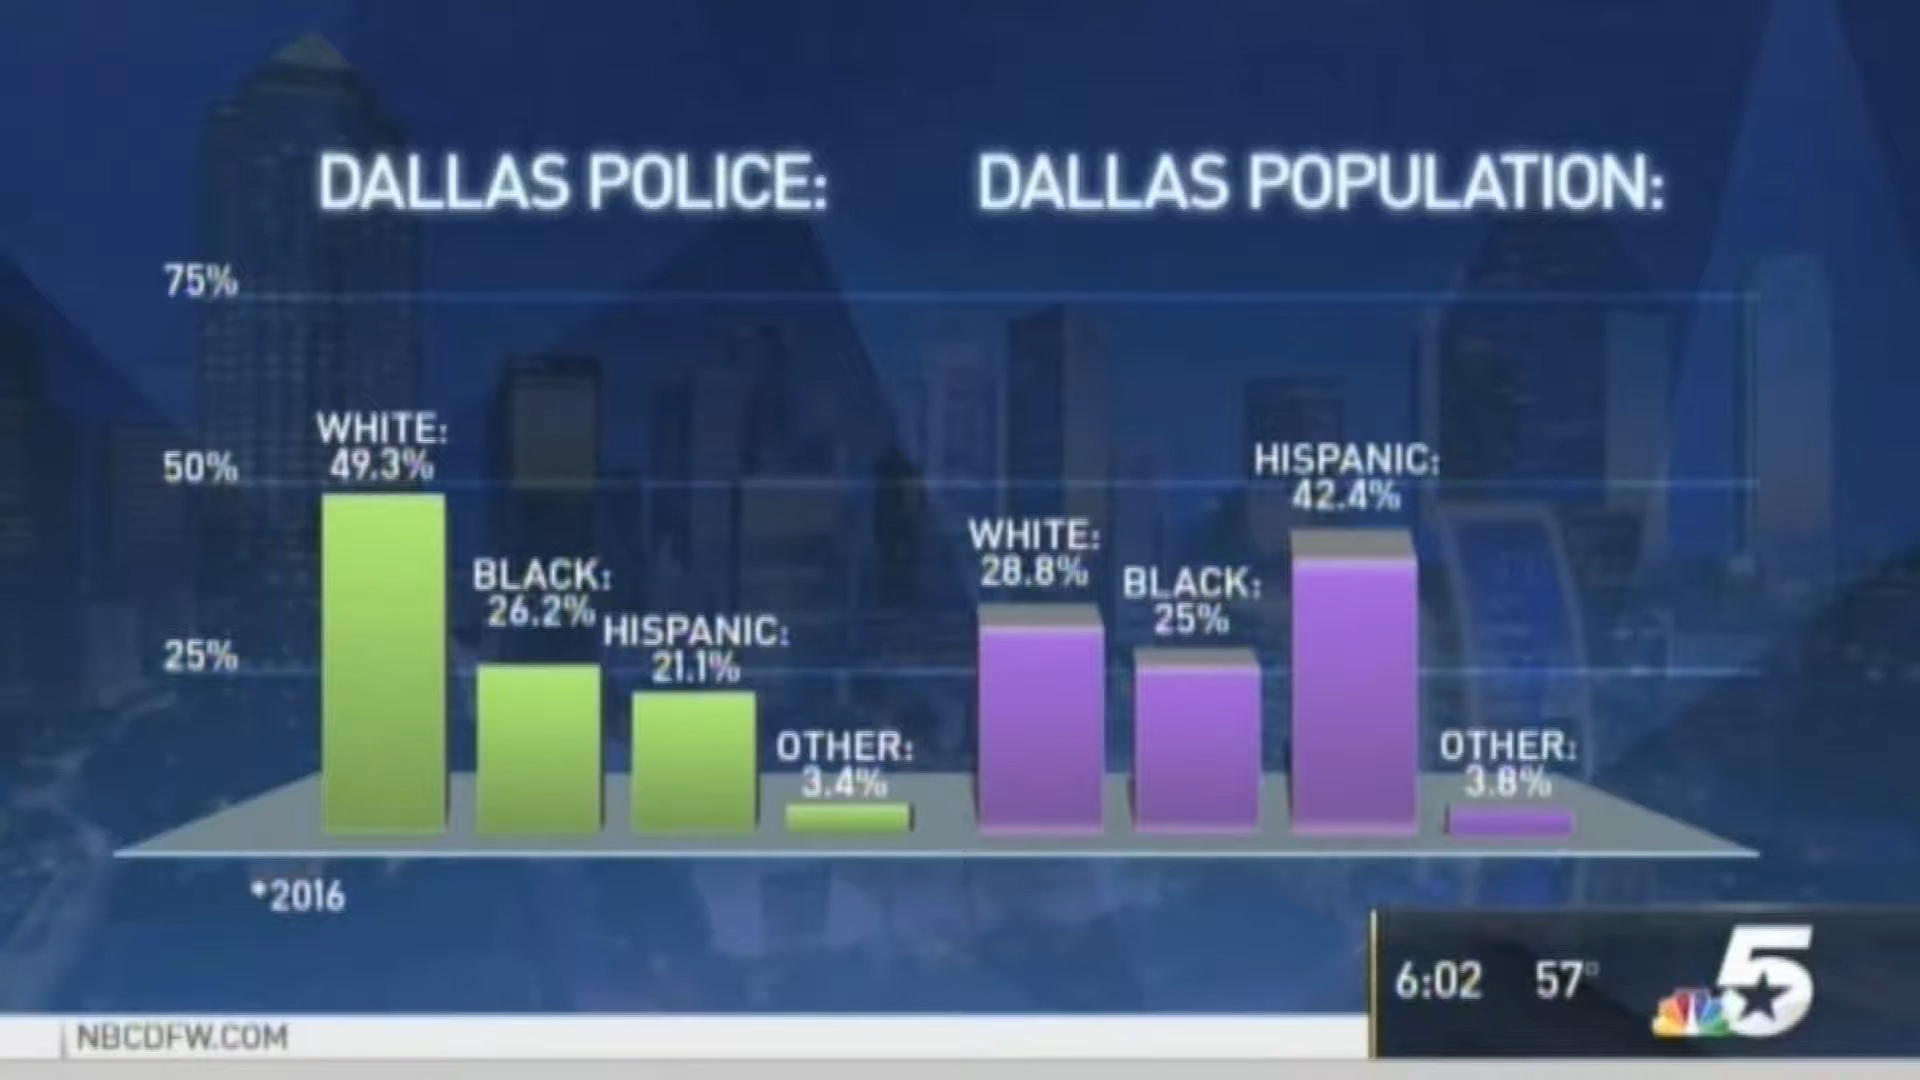 DALLAS POLICE:
DALLAS POPULATION:
75%
50%
25%
WHITE:
49.3%
BLACK:
26.2%
HISPANIC:
21.1%
OTHER:
3.4%
WHITE:
28.8%
BLACK:
25%
HISPANIC:
42.4%
OTHER:
3.8%
*2016
6:02 57°
5
NBCDFW.COM